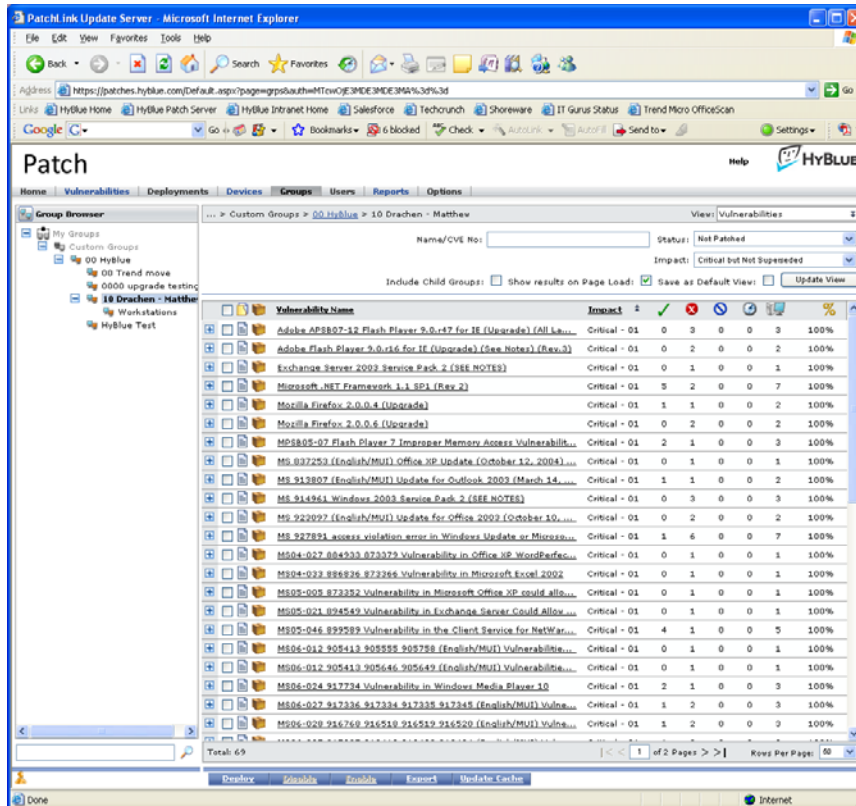 PatchLink Update Server - Microsoft Internet Explorer
File Edit View Favorites Tools Help
Back Search Favorites
Address https://patches.hyblue.com/Default.aspx?page=grps&auth=MTcwOjE3MDE3MDE3MDE3MA%3d%3d Go
Links HyBlue Home HyBlue Patch Server HyBlue Intranet Home Salesforce Techcrunch Shoreware IT Gurus Status Trend Micro OfficeScan
Google G Go Bookmarks 6 blocked Check AutoLink AutoFill Send to Settings
Patch Help HYBLUE
Home Vulnerabilities Deployments Devices Groups Users Reports Options
Group Browser ... > Custom Groups > 00 HyBlue > 10 Drachen - Matthew View: Vulnerabilities
My Groups
Custom Groups
00 HyBlue
00 Trend move
0000 upgrade testing
10 Drachen - Matthe
Workstations
HyBlue Test
Name/CVE No: Status: Not Patched
Impact: Critical but Not Superseded
Include Child Groups: Show results on Page Load: Save as Default View: Update View
Vulnerability Name Impact %
Adobe APSB07-12 Flash Player 9.0.r47 for IE (Upgrade) (All La... Critical - 01 0 3 0 0 3 100%
Adobe Flash Player 9.0.r16 for IE (Upgrade) (See Notes) (Rev.3) Critical - 01 0 2 0 0 2 100%
Exchange Server 2003 Service Pack 2 (SEE NOTES) Critical - 01 0 1 0 0 1 100%
Microsoft .NET Framework 1.1 SP1 (Rev 2) Critical - 01 5 2 0 0 7 100%
Mozilla Firefox 2.0.0.4 (Upgrade) Critical - 01 1 1 0 0 2 100%
Mozilla Firefox 2.0.0.6 (Upgrade) Critical - 01 0 2 0 0 2 100%
MPSB05-07 Flash Player 7 Improper Memory Access Vulnerabilit... Critical - 01 2 1 0 0 3 100%
MS 837253 (English/MUI) Office XP Update (October 12, 2004) ... Critical - 01 0 1 0 0 1 100%
MS 913807 (English/MUI) Update for Outlook 2003 (March 14, ... Critical - 01 1 1 0 0 2 100%
MS 914961 Windows 2003 Service Pack 2 (SEE NOTES) Critical - 01 0 3 0 0 3 100%
MS 923097 (English/MUI) Update for Office 2003 (October 10, ... Critical - 01 0 2 0 0 2 100%
MS 927891 access violation error in Windows Update or Microso... Critical - 01 1 6 0 0 7 100%
MS04-027 884933 873379 Vulnerability in Office XP WordPerfec... Critical - 01 0 1 0 0 1 100%
MS04-033 886836 873366 Vulnerability in Microsoft Excel 2002 Critical - 01 0 1 0 0 1 100%
MS05-005 873352 Vulnerability in Microsoft Office XP could allo... Critical - 01 0 1 0 0 1 100%
MS05-021 894549 Vulnerability in Exchange Server Could Allow ... Critical - 01 0 1 0 0 1 100%
MS05-046 899589 Vulnerability in the Client Service for NetWar... Critical - 01 4 1 0 0 5 100%
MS06-012 905413 905555 905758 (English/MUI) Vulnerabilitie... Critical - 01 0 1 0 0 1 100%
MS06-012 905413 905646 905649 (English/MUI) Vulnerabilitie... Critical - 01 0 1 0 0 1 100%
MS06-024 917734 Vulnerability in Windows Media Player 10 Critical - 01 2 1 0 0 3 100%
MS06-027 917336 917334 917335 917345 (English/MUI) Vulne... Critical - 01 1 2 0 0 3 100%
MS06-028 916768 916518 916519 916520 (English/MUI) Vulne... Critical - 01 1 2 0 0 3 100%
Total: 69 |< < 1 of 2 Pages > >| Rows Per Page: 50
Deploy Disable Enable Export Update Cache
Done Internet